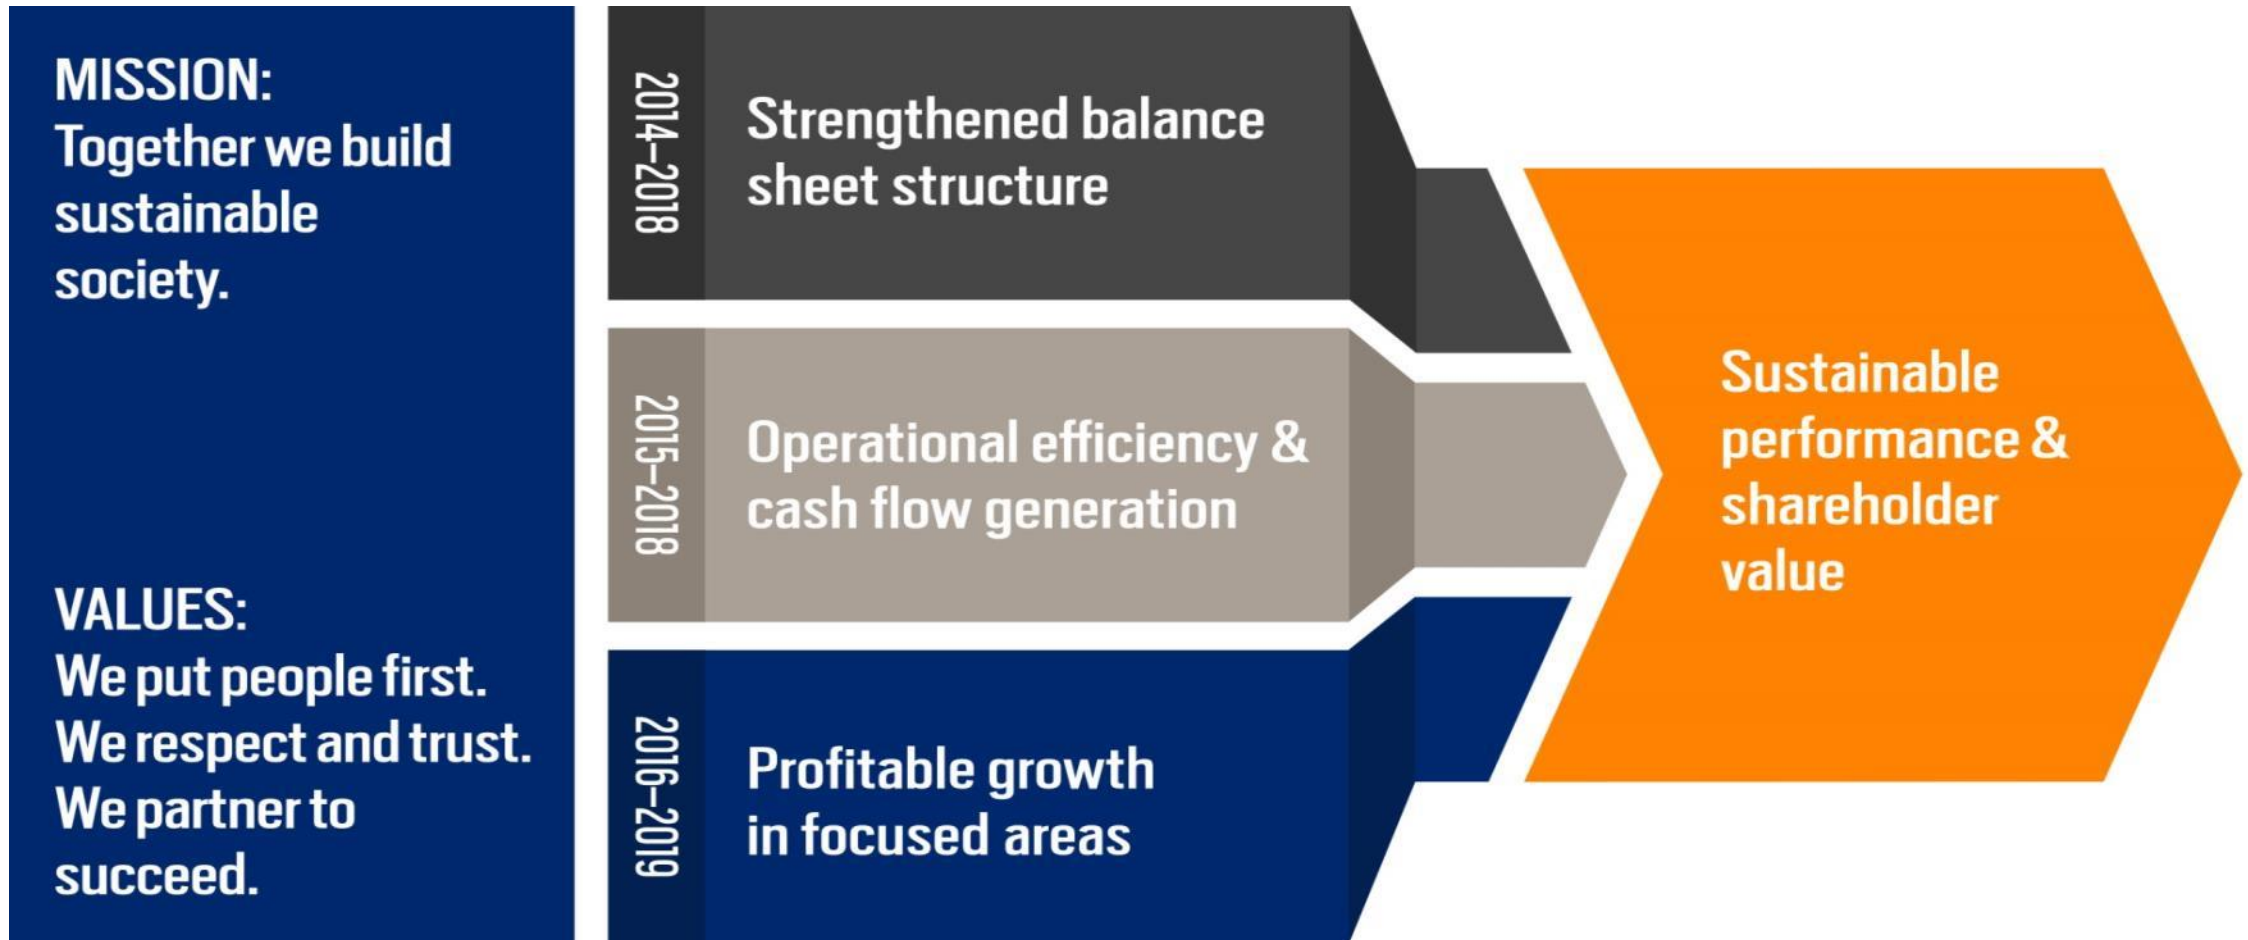 MISSION:
Together we build
sustainable
society.
VALUES:
We put people first.
We respect and trust.
We partner to
succeed.
2014–2018
Strengthened balance
sheet structure
2015–2018
Operational efficiency &
cash flow generation
2016–2019
Profitable growth
in focused areas
Sustainable
performance &
shareholder
value